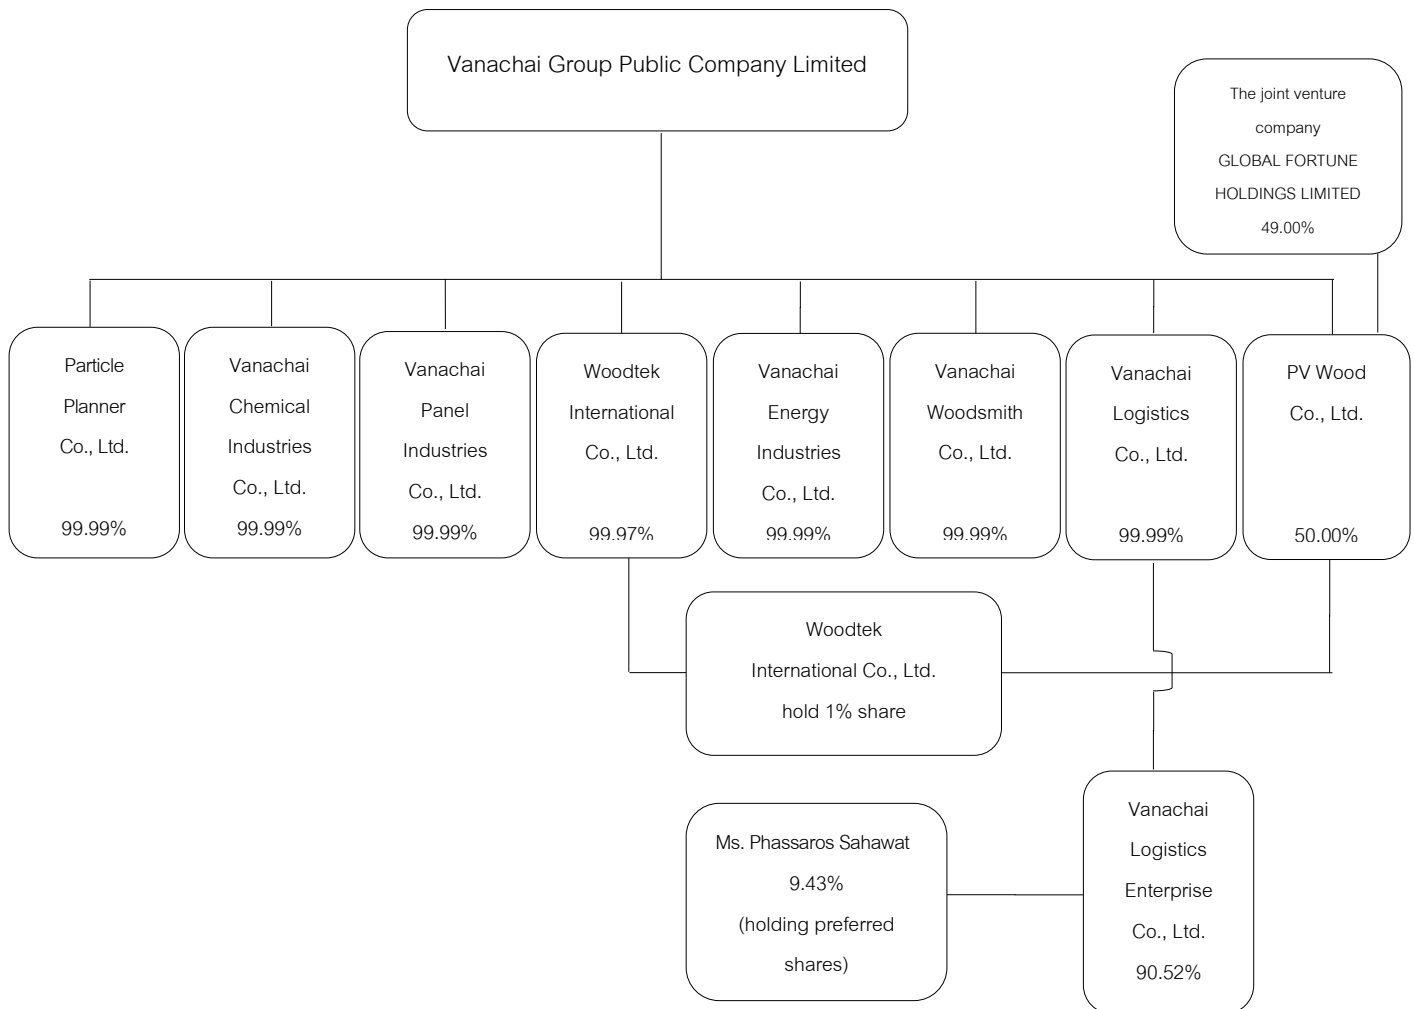 Vanachai Group Public Company Limited
The joint venture
company
GLOBAL FORTUNE
HOLDINGS LIMITED
49.00%
Particle
Planner
Co., Ltd.
99.99%
Vanachai
Chemical
Industries
Co., Ltd.
99.99%
Vanachai
Panel
Industries
Co., Ltd.
99.99%
Woodtek
International
Co., Ltd.
99.97%
Vanachai
Energy
Industries
Co., Ltd.
99.99%
Vanachai
Woodsmith
Co., Ltd.
99.99%
Vanachai
Logistics
Co., Ltd.
99.99%
PV Wood
Co., Ltd.
50.00%
Woodtek
International Co., Ltd.
hold 1% share
Ms. Phassaros Sahawat
9.43%
(holding preferred
shares)
Vanachai
Logistics
Enterprise
Co., Ltd.
90.52%